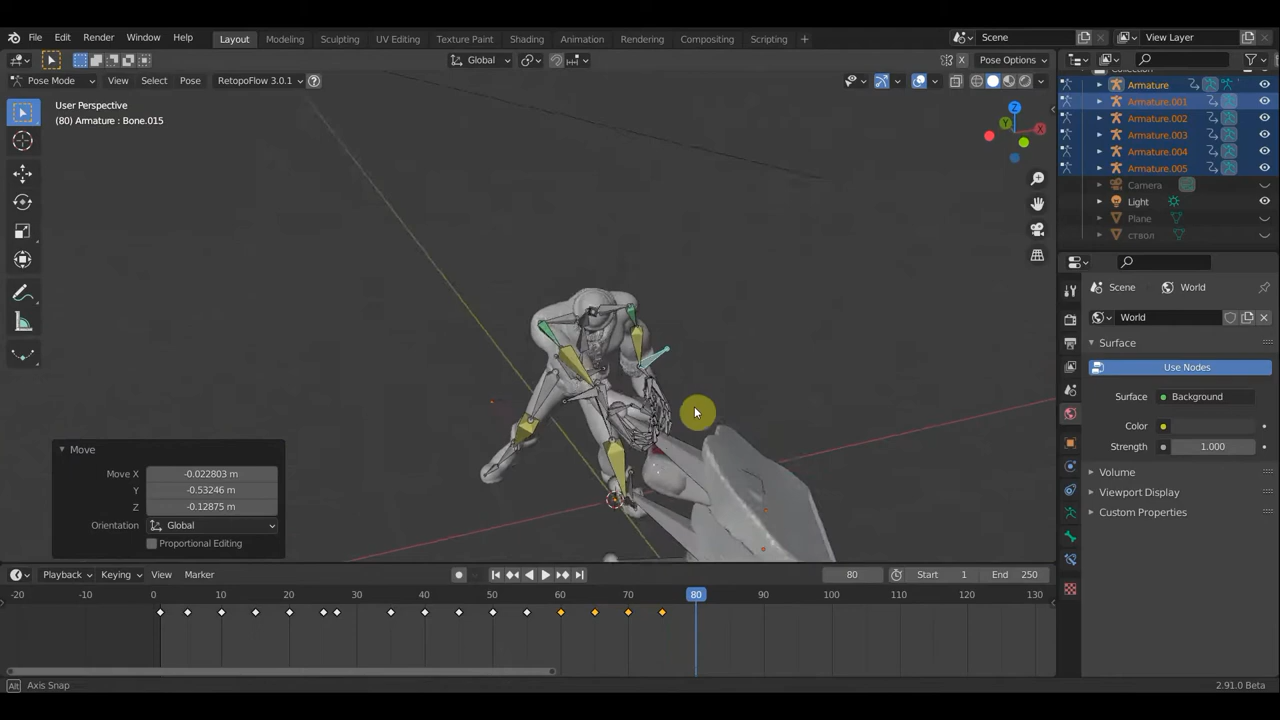 File Edit Render Window Help Layout Modeling Sculpting UV Editing Texture Paint Shading Animation Rendering Compositing Scripting + Scene View Layer
Global Pose Options
Pose Mode View Select Pose RetopoFlow 3.0.1 ?
User Perspective
(80) Armature : Bone.015
Armature
Armature.001
Armature.002
Armature.003
Armature.004
Armature.005
Camera
Light
Plane
ствол
Scene World
World
Surface
Use Nodes
Surface Background
Color
Strength 1.000
Volume
Viewport Display
Custom Properties
X
Y
Z
Move
Move X -0.022803 m
Y -0.53246 m
Z -0.12875 m
Orientation Global
Proportional Editing
Playback Keying View Marker 80 Start 1 End 250
-20 -10 0 10 20 30 40 50 60 70 80 90 100 110 120 130
Alt Axis Snap 2.91.0 Beta